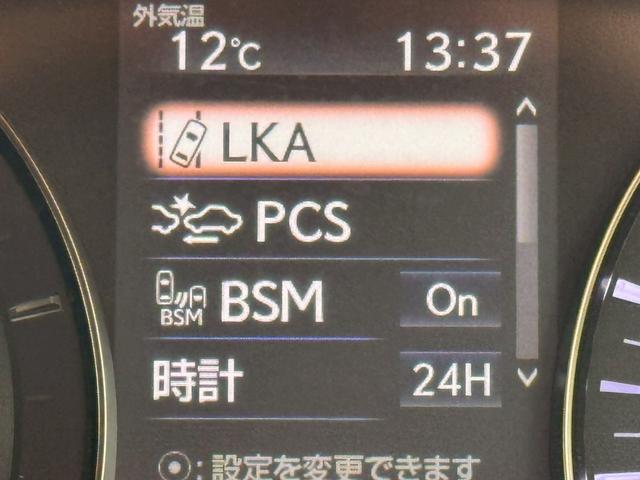 外気温
12℃ 13:37
LKA
PCS
BSM BSM On
時計 24H
⦿:設定を変更できます